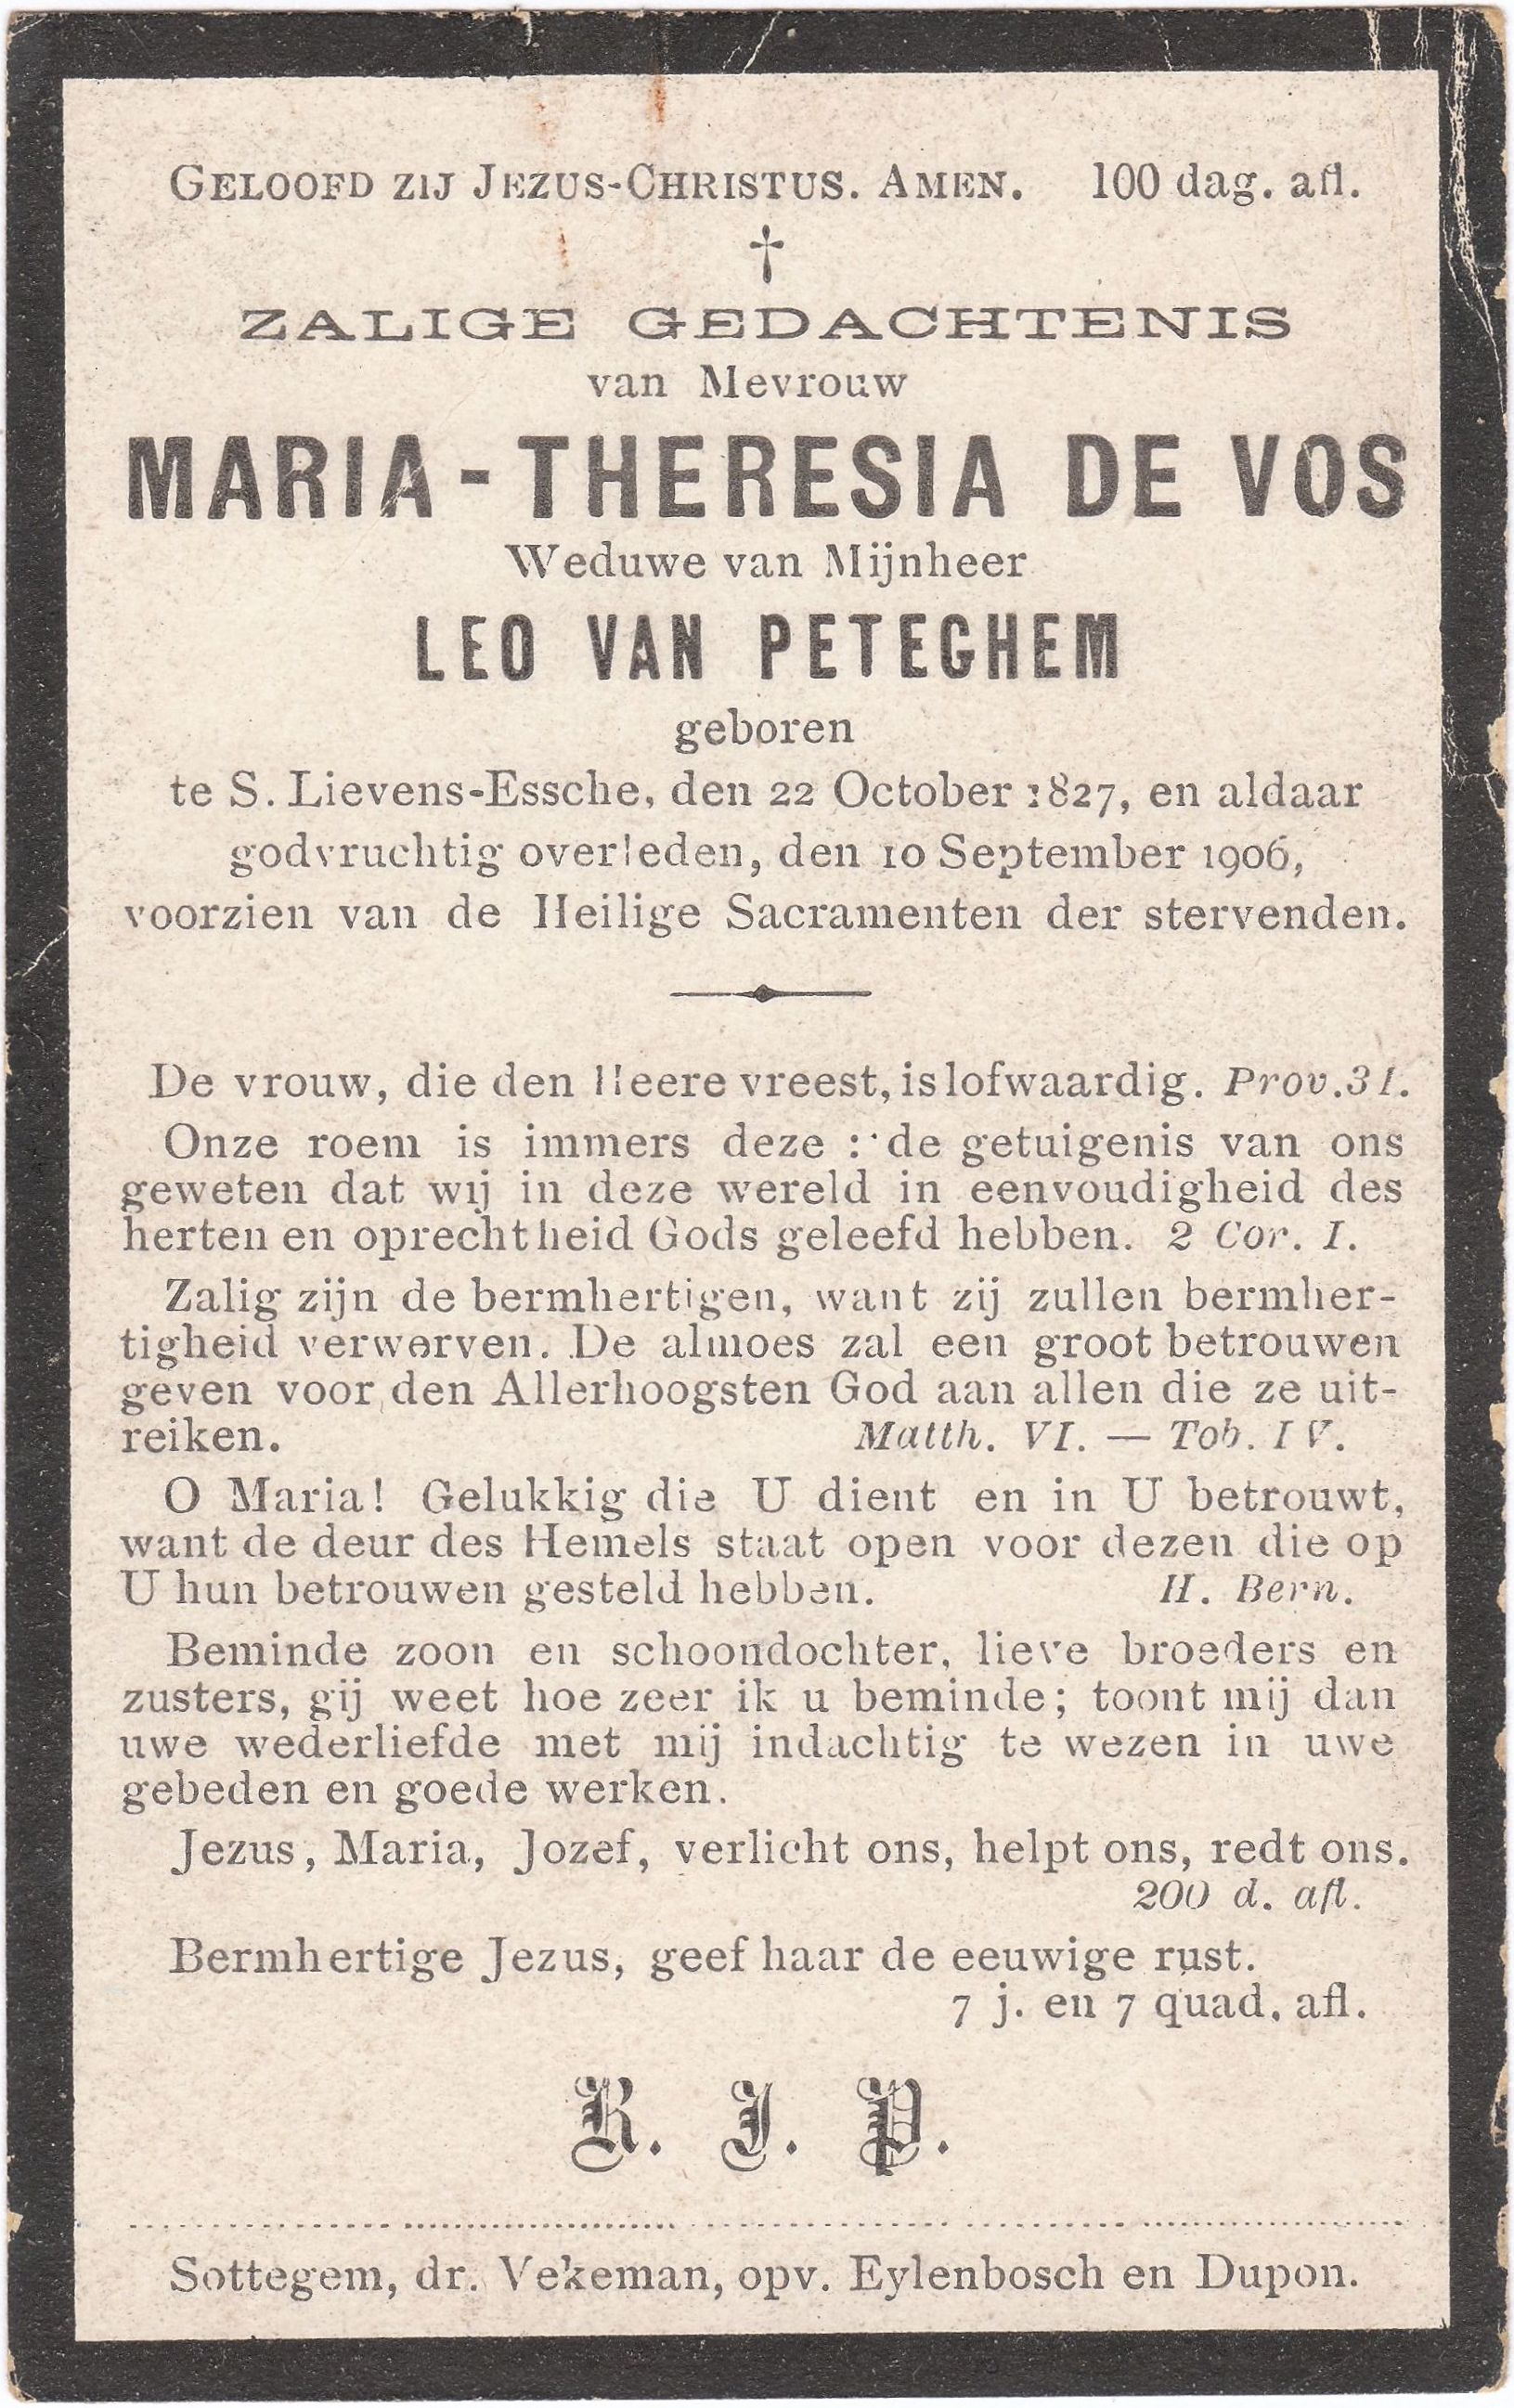 GELOOFD ZIJ JEZUS-CHRISTUS. AMEN. 100 dag. afl.
†
ZALIGE GEDACHTENIS
van Mevrouw
MARIA-THERESIA DE VOS
Weduwe van Mijnheer
LEO VAN PETEGHEM
geboren
te S. Lievens-Essche, den 22 October 1827, en aldaar
godvruchtig overleden, den 10 September 1906,
voorzien van de Heilige Sacramenten der stervenden.
De vrouw, die den Heere vreest, is lofwaardig. Prov. 31.
Onze roem is immers deze : de getuigenis van ons
geweten dat wij in deze wereld in eenvoudigheid des
herten en oprechtheid Gods geleefd hebben. 2 Cor. I.
Zalig zijn de bermhertigen, want zij zullen bermher-
tigheid verwerven. De almoes zal een groot betrouwen
geven voor den Allerhoogsten God aan allen die ze uit-
reiken. Matth. VI. — Tob. IV.
O Maria! Gelukkig die U dient en in U betrouwt,
want de deur des Hemels staat open voor dezen die op
U hun betrouwen gesteld hebben. H. Bern.
Beminde zoon en schoondochter, lieve broeders en
zusters, gij weet hoe zeer ik u beminde; toont mij dan
uwe wederliefde met mij indachtig te wezen in uwe
gebeden en goede werken.
Jezus, Maria, Jozef, verlicht ons, helpt ons, redt ons.
200 d. afl.
Bermhertige Jezus, geef haar de eeuwige rust.
7 j. en 7 quad. afl.
R. I. P.
Sottegem, dr. Vekeman, opv. Eylenbosch en Dupon.